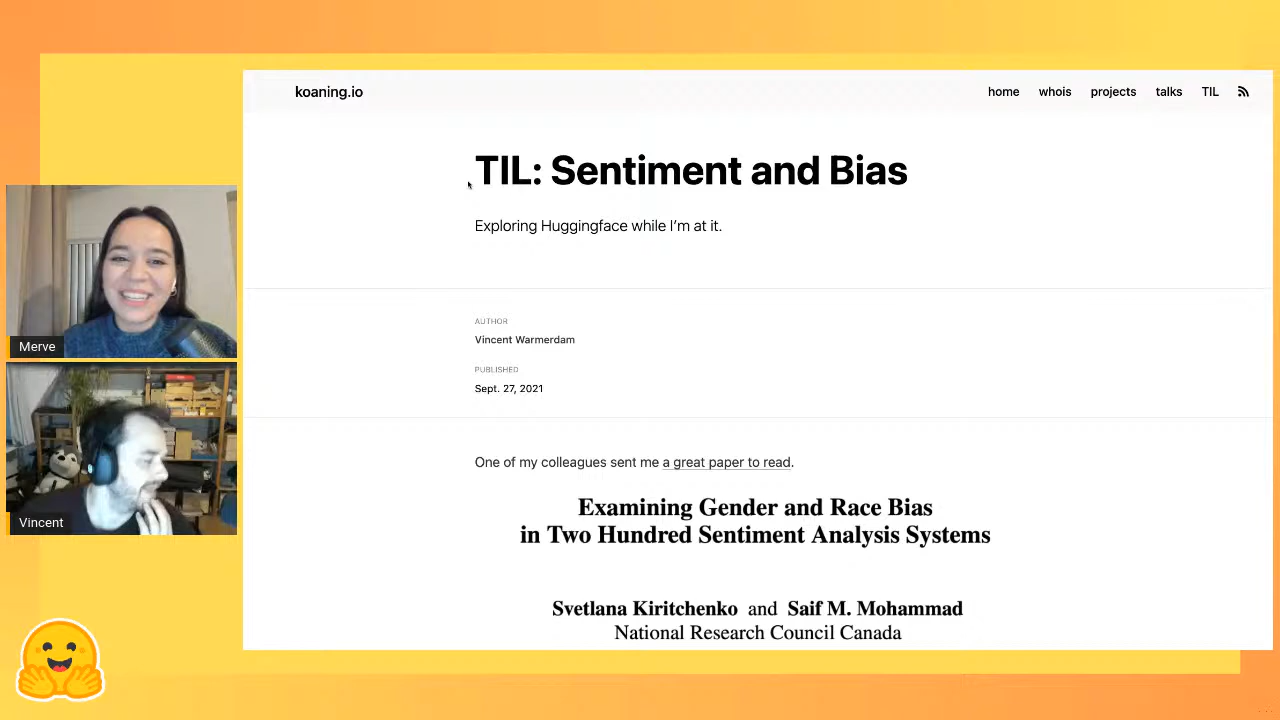 koaning.io
home whois projects talks TIL
TIL: Sentiment and Bias
Exploring Huggingface while I'm at it.
AUTHOR
Vincent Warmerdam
PUBLISHED
Sept. 27, 2021
One of my colleagues sent me a great paper to read.
Examining Gender and Race Bias
in Two Hundred Sentiment Analysis Systems
Svetlana Kiritchenko and Saif M. Mohammad
National Research Council Canada
Merve
Vincent